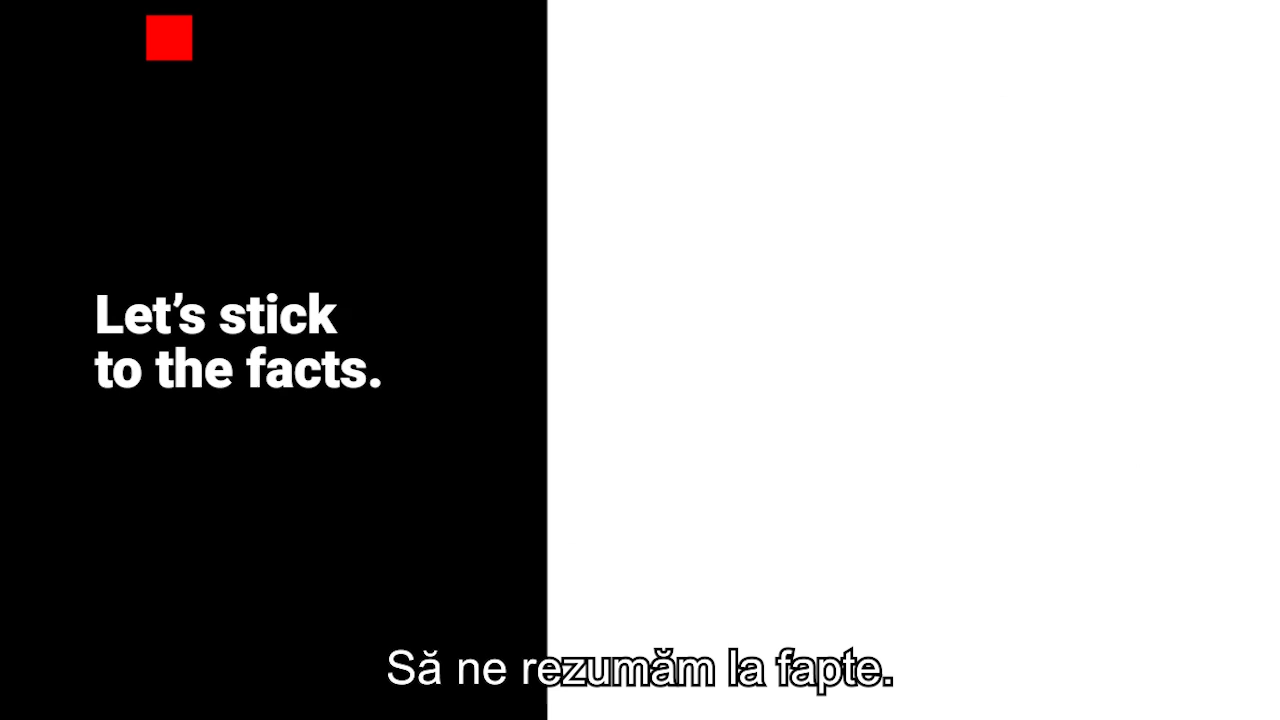 Let’s stick
to the facts.
Să ne rezumăm la fapte.